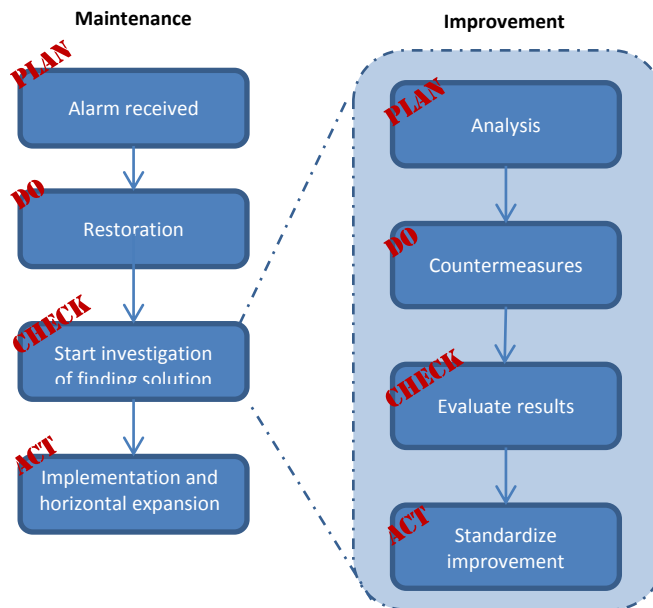 Maintenance
PLAN
Alarm received
DO
Restoration
CHECK
Start investigation
of finding solution
ACT
Implementation and
horizontal expansion
Improvement
PLAN
Analysis
DO
Countermeasures
CHECK
Evaluate results
ACT
Standardize
improvement